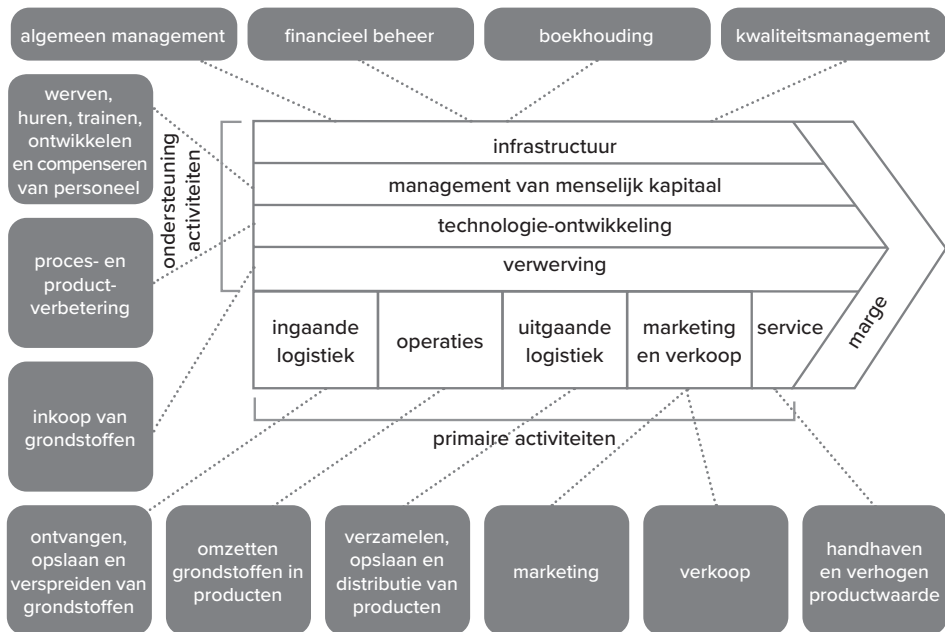 algemeen management
financieel beheer
boekhouding
kwaliteitsmanagement
werven,
huren, trainen,
ontwikkelen
en compenseren
van personeel
proces- en
product-
verbetering
inkoop van
grondstoffen
ondersteuning
activiteiten
infrastructuur
management van menselijk kapitaal
technologie-ontwikkeling
verwerving
ingaande
logistiek
operaties
uitgaande
logistiek
marketing
en verkoop
service
marge
primaire activiteiten
ontvangen,
opslaan en
verspreiden van
grondstoffen
omzetten
grondstoffen in
producten
verzamelen,
opslaan en
distributie van
producten
marketing
verkoop
handhaven
en verhogen
productwaarde